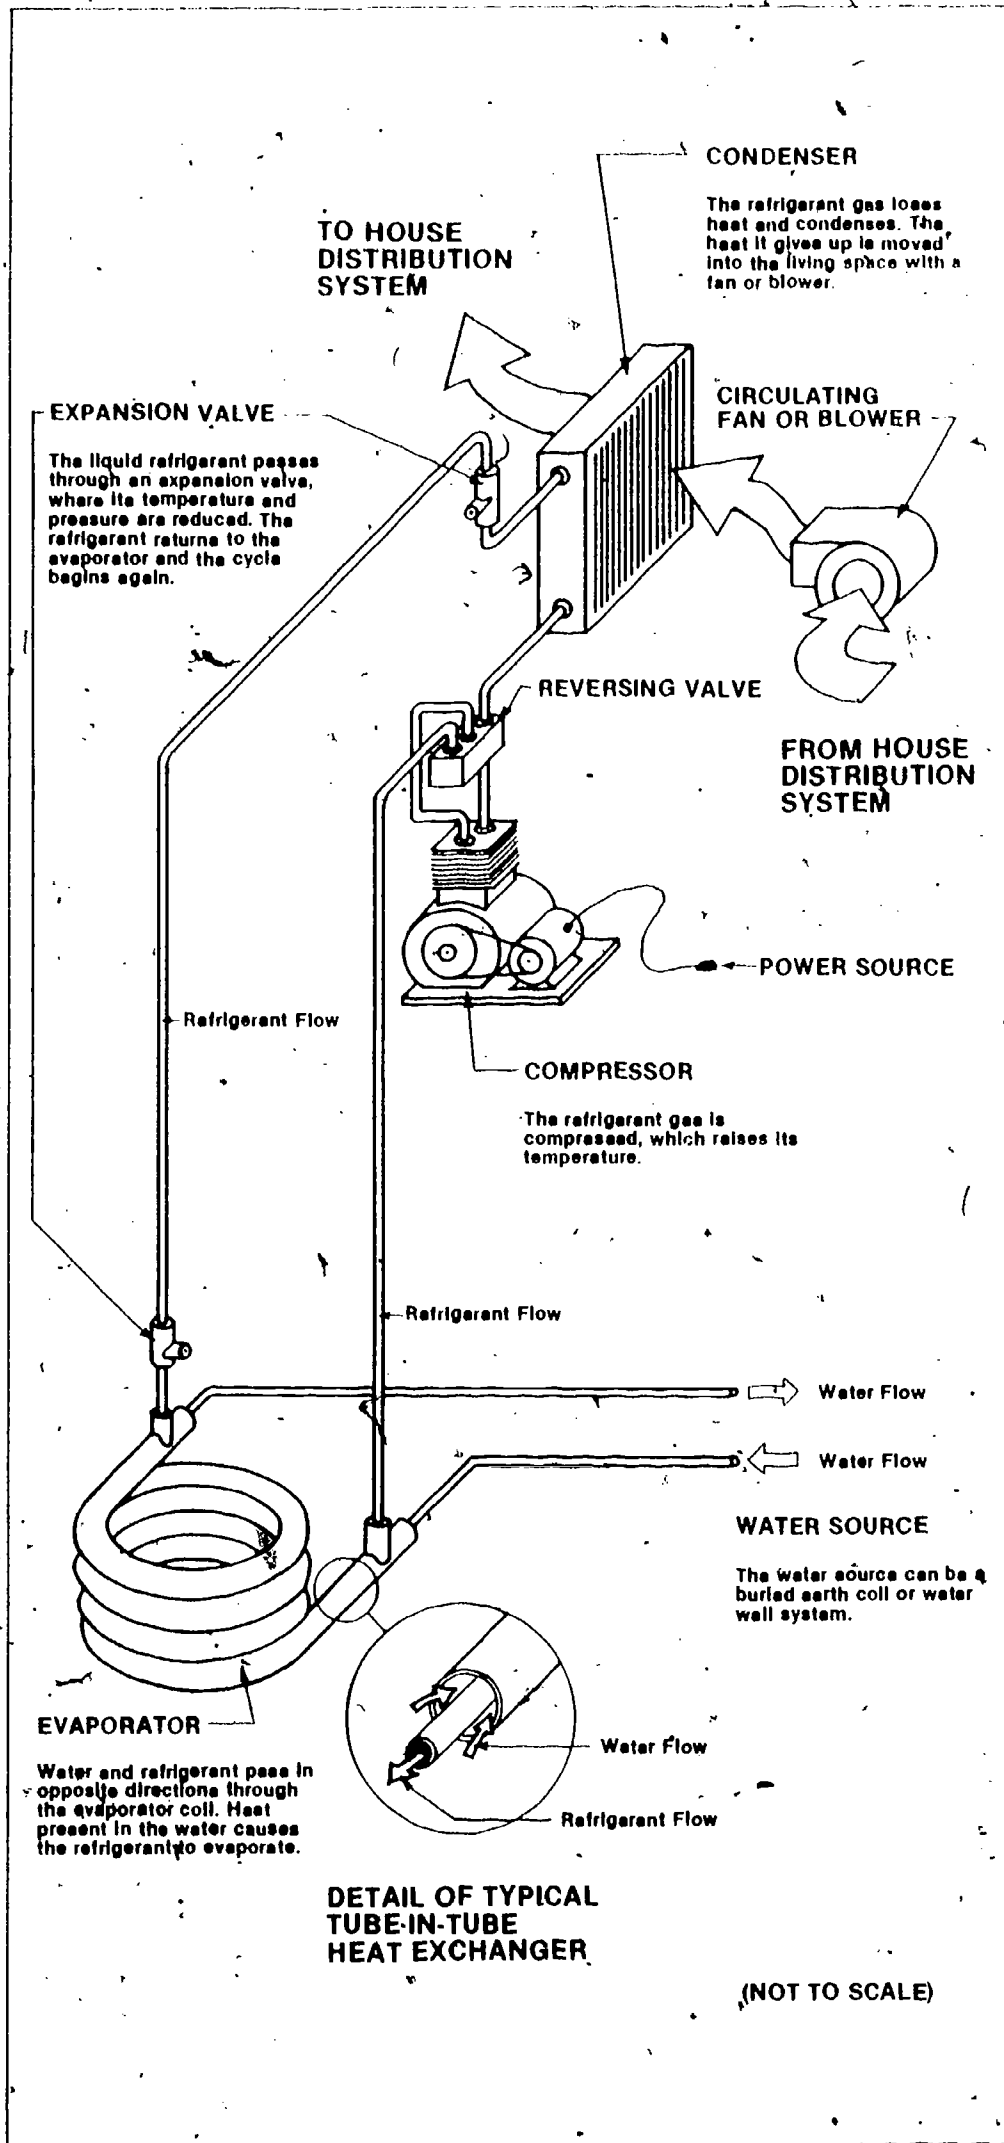 CONDENSER
The refrigerant gas loses
heat and condenses. The
heat it gives up is moved
into the living space with a
fan or blower.
TO HOUSE
DISTRIBUTION
SYSTEM
CIRCULATING
FAN OR BLOWER
EXPANSION VALVE
The liquid refrigerant passes
through an expansion valve,
where its temperature and
pressure are reduced. The
refrigerant returns to the
evaporator and the cycle
begins again.
REVERSING VALVE
FROM HOUSE
DISTRIBUTION
SYSTEM
POWER SOURCE
Refrigerant Flow
COMPRESSOR
The refrigerant gas is
compressed, which raises its
temperature.
Refrigerant Flow
Water Flow
Water Flow
WATER SOURCE
The water source can be a
buried earth coil or water
well system.
EVAPORATOR
Water and refrigerant pass in
opposite directions through
the evaporator coil. Heat
present in the water causes
the refrigerant to evaporate.
Water Flow
Refrigerant Flow
DETAIL OF TYPICAL
TUBE-IN-TUBE
HEAT EXCHANGER
(NOT TO SCALE)